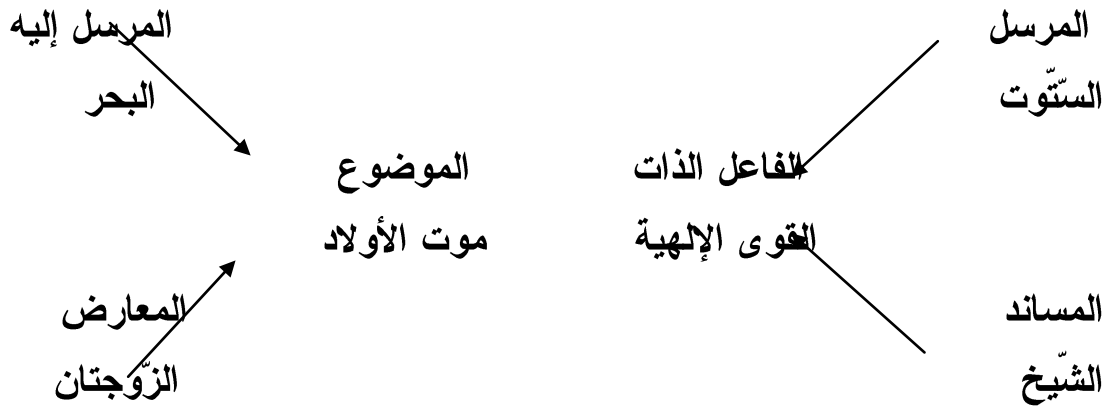 المرسل
المرسل إليه
السّتّوت
البحر
الفاعل الذات
الموضوع
القوى الإلهية
موت الأولاد
المساند
المعارض
الشّيخ
الزّوجتان